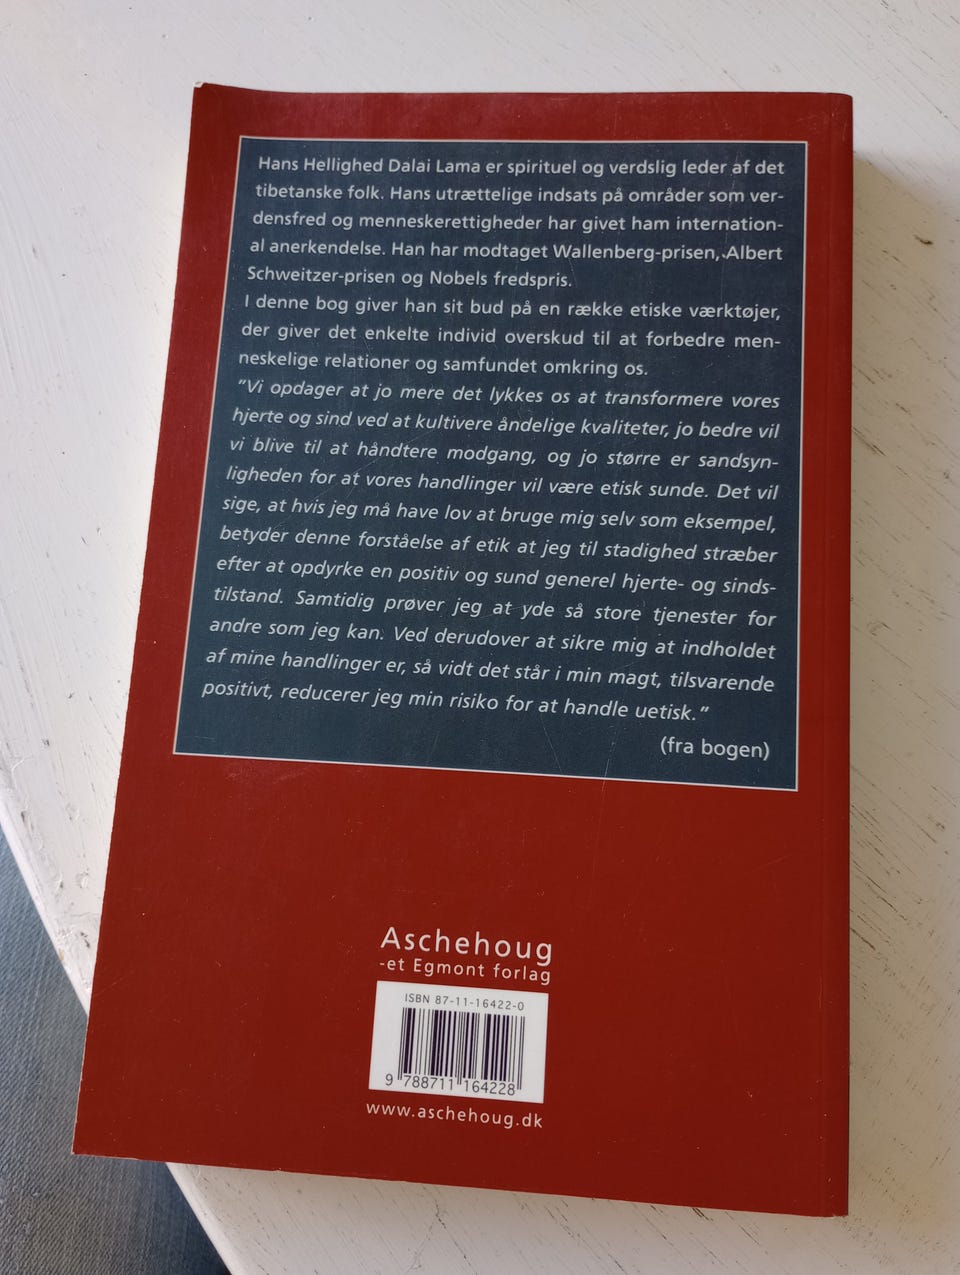 Hans Hellighed Dalai Lama er spirituel og verdslig leder af det
tibetanske folk. Hans utrættelige indsats på områder som ver-
densfred og menneskerettigheder har givet ham internation-
al anerkendelse. Han har modtaget Wallenberg-prisen, Albert
Schweitzer-prisen og Nobels fredspris.
I denne bog giver han sit bud på en række etiske værktøjer,
der giver det enkelte individ overskud til at forbedre men-
neskelige relationer og samfundet omkring os.
"Vi opdager at jo mere det lykkes os at transformere vores
hjerte og sind ved at kultivere åndelige kvaliteter, jo bedre vil
vi blive til at håndtere modgang, og jo større er sandsyn-
ligheden for at vores handlinger vil være etisk sunde. Det vil
sige, at hvis jeg må have lov at bruge mig selv som eksempel,
betyder denne forståelse af etik at jeg til stadighed stræber
efter at opdyrke en positiv og sund generel hjerte- og sinds-
tilstand. Samtidig prøver jeg at yde så store tjenester for
andre som jeg kan. Ved derudover at sikre mig at indholdet
af mine handlinger er, så vidt det står i min magt, tilsvarende
positivt, reducerer jeg min risiko for at handle uetisk."
(fra bogen)
Aschehoug
-et Egmont forlag
ISBN 87-11-16422-0
9 788711 164228
www.aschehoug.dk